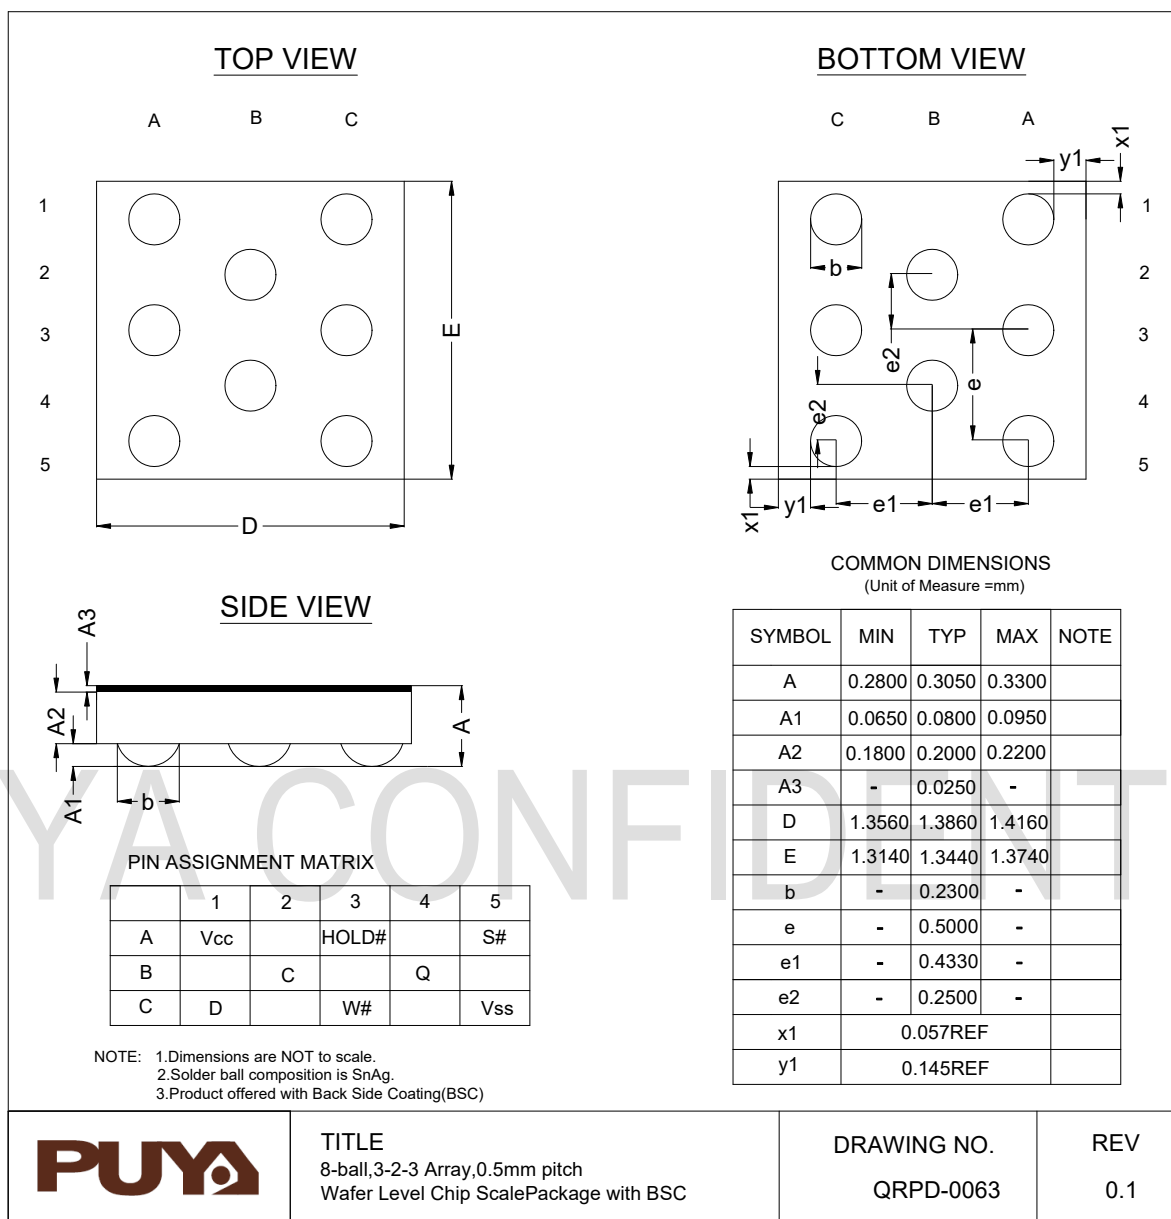 TOP VIEW
BOTTOM VIEW
A B C
C B A
1
2
3
4
5
E
D
y1
x1
b
e2
e
e2
x1
y1
e1
e1
1
2
3
4
5
SIDE VIEW
A3
A2
A1
A
b
COMMON DIMENSIONS
(Unit of Measure =mm)
SYMBOL MIN TYP MAX NOTE
A 0.2800 0.3050 0.3300
A1 0.0650 0.0800 0.0950
A2 0.1800 0.2000 0.2200
A3 - 0.0250 -
D 1.3560 1.3860 1.4160
E 1.3140 1.3440 1.3740
b - 0.2300 -
e - 0.5000 -
e1 - 0.4330 -
e2 - 0.2500 -
x1 0.057REF
y1 0.145REF
YA CONFIDENT
PIN ASSIGNMENT MATRIX
1 2 3 4 5
A Vcc HOLD# S#
B C Q
C D W# Vss
NOTE: 1.Dimensions are NOT to scale.
2.Solder ball composition is SnAg.
3.Product offered with Back Side Coating(BSC)
PUYA
TITLE
8-ball,3-2-3 Array,0.5mm pitch
Wafer Level Chip ScalePackage with BSC
DRAWING NO.
QRPD-0063
REV
0.1